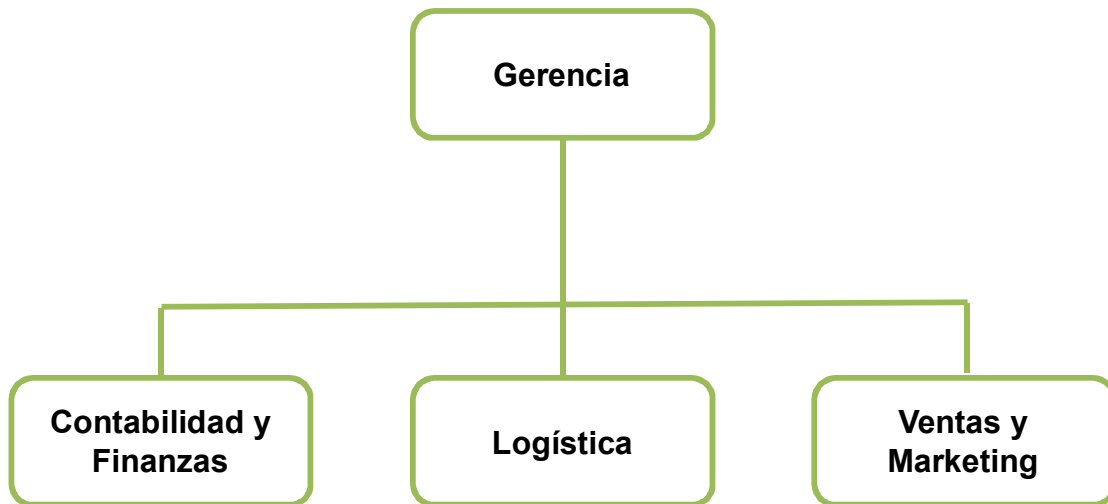 Gerencia
Contabilidad y
Finanzas
Logística
Ventas y
Marketing